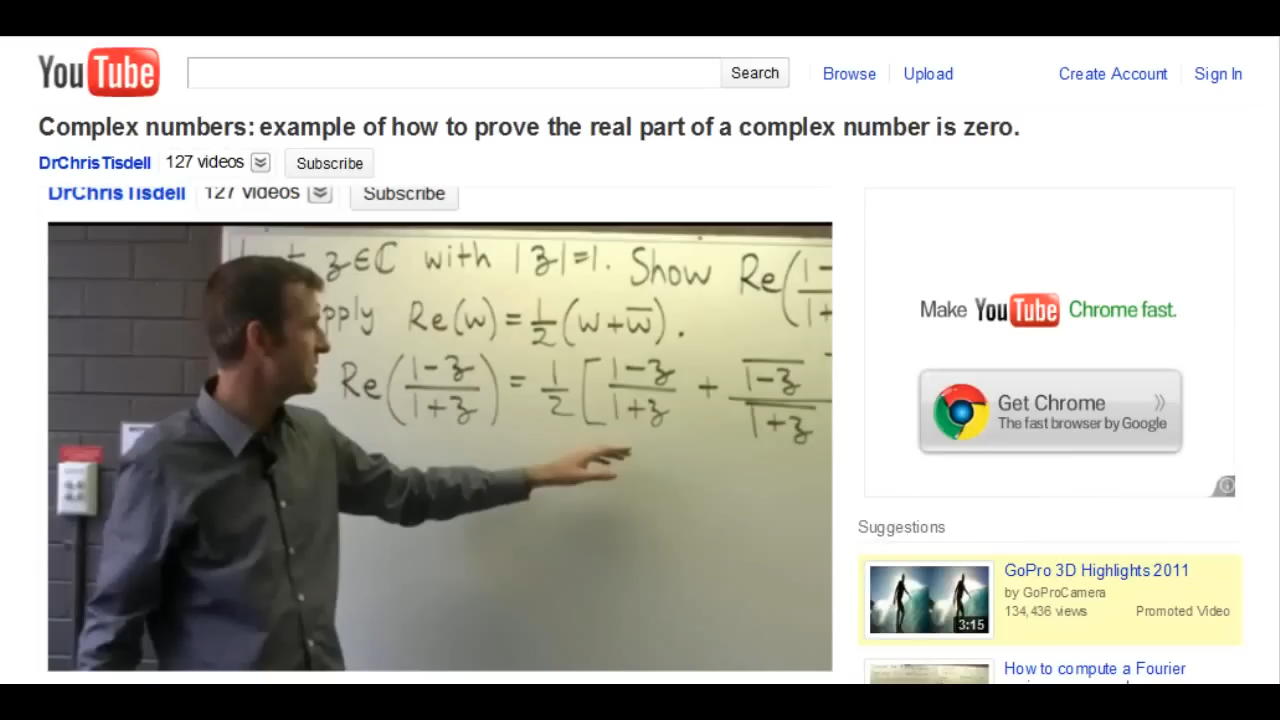 YouTube Search Browse Upload Create Account Sign In
Complex numbers: example of how to prove the real part of a complex number is zero.
DrChrisTisdell 127 videos Subscribe
DrChrisTisdell 127 videos Subscribe
z∈ℂ with |z|=1. Show Re(1-/1+
pply Re(w) = 1/2 (w + w̅).
Re((1-z)/(1+z)) = 1/2 [(1-z)/(1+z) + \overline{1-z}/\overline{1+z}
Make YouTube Chrome fast.
Get Chrome
The fast browser by Google
Suggestions
GoPro 3D Highlights 2011
by GoProCamera
134,436 views Promoted Video
3:15
How to compute a Fourier